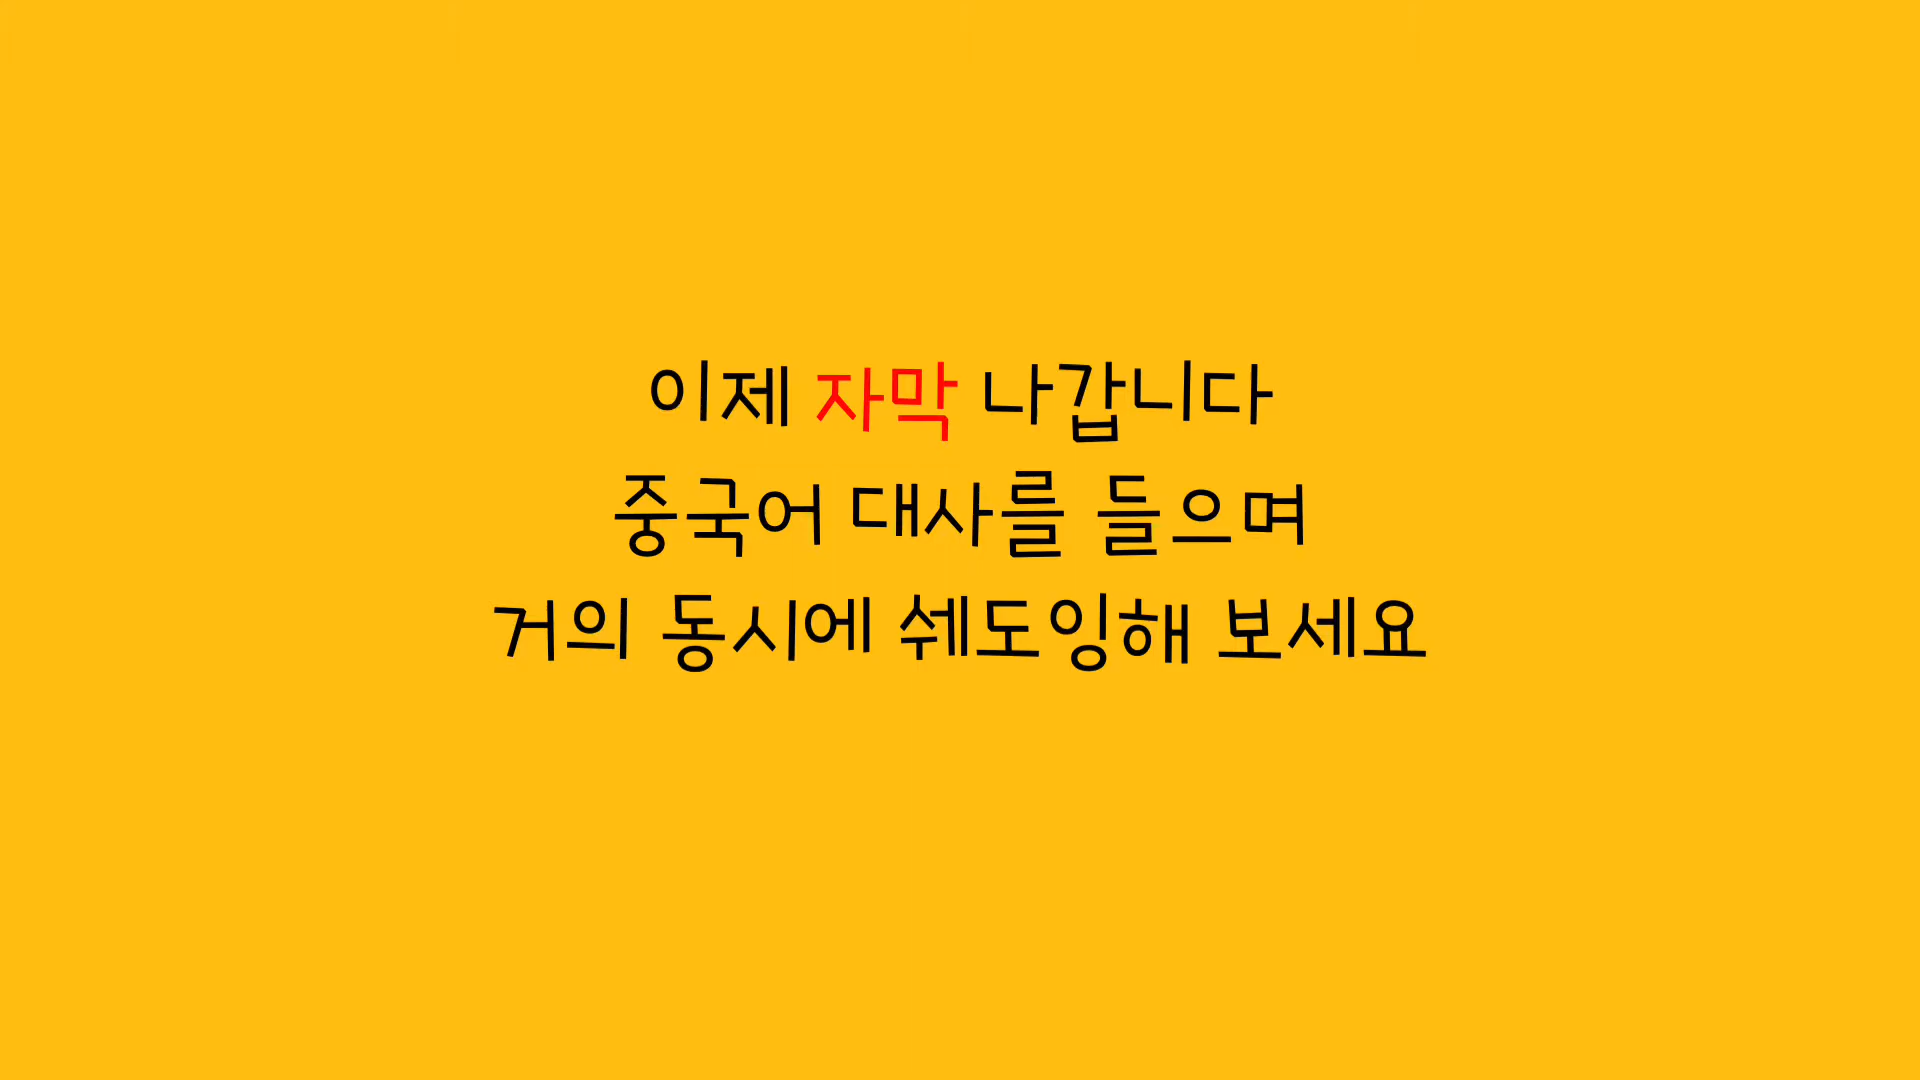 이제 자막 나갑니다
중국어 대사를 들으며
거의 동시에 쉐도잉해 보세요